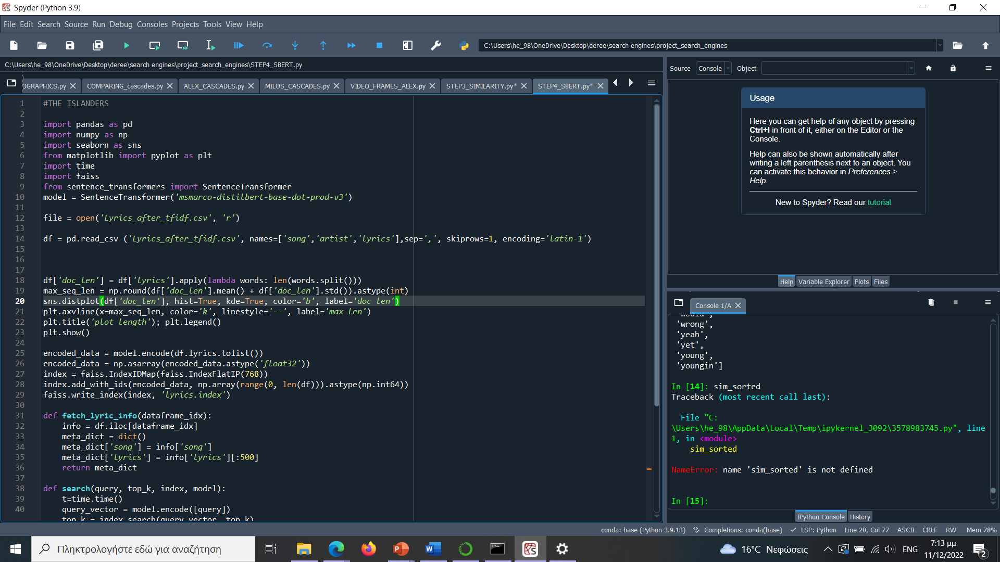 Spyder (Python 3.9)
File Edit Search Source Run Debug Consoles Projects Tools View Help
C:\Users\he_98\OneDrive\Desktop\deree\search engines\project_search_engines
C:\Users\he_98\OneDrive\Desktop\deree\search engines\project_search_engines\STEP4_SBERT.py
OGRAPHICS.py COMPARING_cascades.py ALEX_CASCADES.py MILOS_CASCADES.py VIDEO_FRAMES_ALEX.py STEP3_SIMILARITY.py* STEP4_SBERT.py*
1 #THE ISLANDERS
2
3 import pandas as pd
4 import numpy as np
5 import seaborn as sns
6 from matplotlib import pyplot as plt
7 import time
8 import faiss
9 from sentence_transformers import SentenceTransformer
10 model = SentenceTransformer('msmarco-distilbert-base-dot-prod-v3')
11
12 file = open('Lyrics_after_tfidf.csv', 'r')
13
14 df = pd.read_csv ('Lyrics_after_tfidf.csv', names=['song','artist','lyrics'],sep=',', skiprows=1, encoding='latin-1')
15
16
17
18 df['doc_len'] = df['lyrics'].apply(lambda words: len(words.split()))
19 max_seq_len = np.round(df['doc_len'].mean() + df['doc_len'].std()).astype(int)
20 sns.distplot(df['doc_len'], hist=True, kde=True, color='b', label='doc len')
21 plt.axvline(x=max_seq_len, color='k', linestyle='--', label='max len')
22 plt.title('plot length'); plt.legend()
23 plt.show()
24
25 encoded_data = model.encode(df.lyrics.tolist())
26 encoded_data = np.asarray(encoded_data.astype('float32'))
27 index = faiss.IndexIDMap(faiss.IndexFlatIP(768))
28 index.add_with_ids(encoded_data, np.array(range(0, len(df))).astype(np.int64))
29 faiss.write_index(index, 'lyrics.index')
30
31 def fetch_lyric_info(dataframe_idx):
32 info = df.iloc[dataframe_idx]
33 meta_dict = dict()
34 meta_dict['song'] = info['song']
35 meta_dict['lyrics'] = info['lyrics'][:500]
36 return meta_dict
37
38 def search(query, top_k, index, model):
39 t=time.time()
40 query_vector = model.encode([query])
top_k = index.search(query_vector, top_k)
Source Console Object
Usage
Here you can get help of any object by pressing
Ctrl+I in front of it, either on the Editor or the
Console.
Help can also be shown automatically after
writing a left parenthesis next to an object. You
can activate this behavior in Preferences >
Help.
New to Spyder? Read our tutorial
Help Variable Explorer Plots Files
Console 1/A
'would',
'wrong',
'yeah',
'yet',
'young',
'youngin']
In [14]: sim_sorted
Traceback (most recent call last):
File "C:
\Users\he_98\AppData\Local\Temp\ipykernel_3092\3578983745.py", line
1, in <module>
sim_sorted
NameError: name 'sim_sorted' is not defined
In [15]:
IPython Console History
conda: base (Python 3.9.13) Completions: conda(base) LSP: Python Line 20, Col 77 ASCII CRLF RW Mem 78%
Πληκτρολογήστε εδώ για αναζήτηση
16°C Νεφώσεις
ENG
7:13 μμ
11/12/2022
2